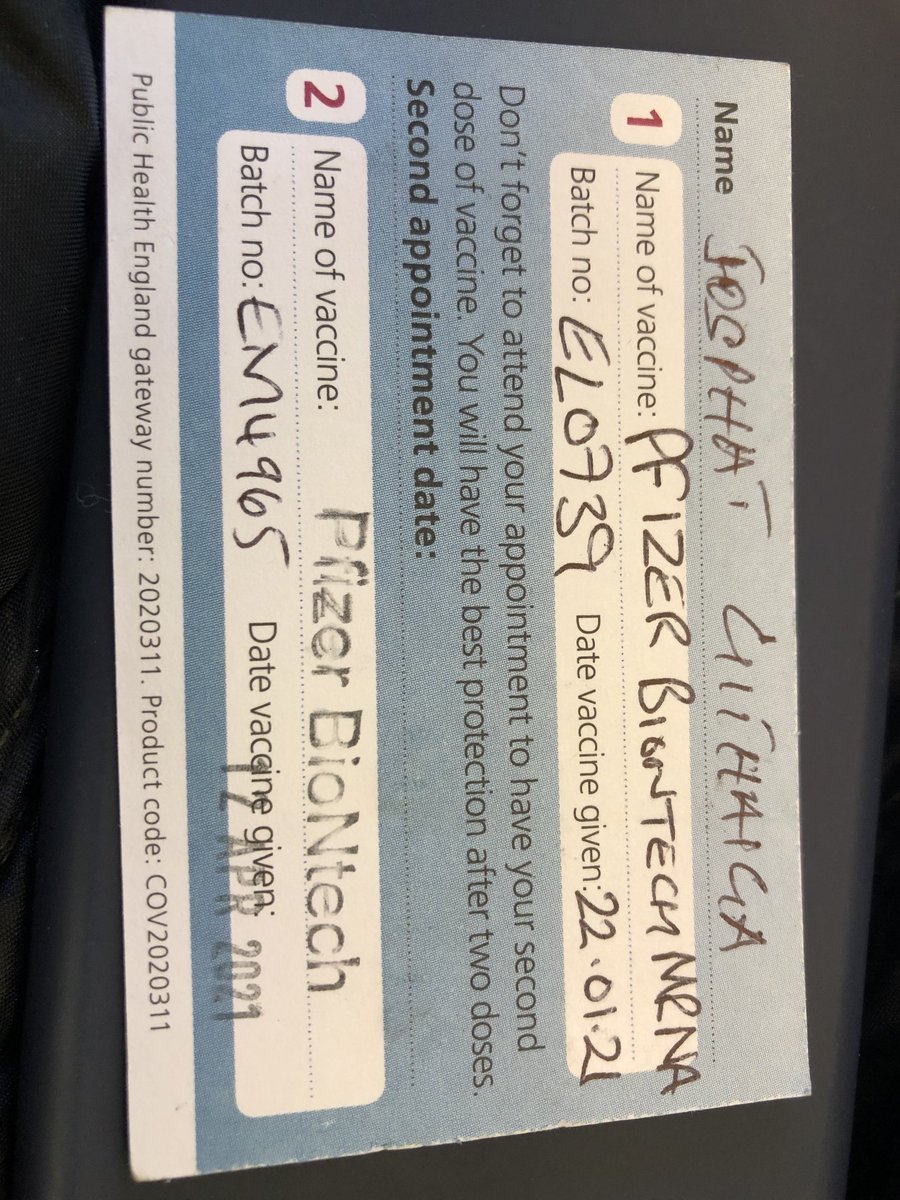 Name JOSPHAT GITHAIGA
1 Name of vaccine: PFIZER BIONTECH MRNA
Batch no: EL0739 Date vaccine given: 22.01.21
Don't forget to attend your appointment to have your second
dose of vaccine. You will have the best protection after two doses.
Second appointment date:
2 Name of vaccine: Pfizer BioNtech
Batch no: EM4965 Date vaccine given: 12 APR 2021
Public Health England gateway number: 2020311. Product code: COV2020311